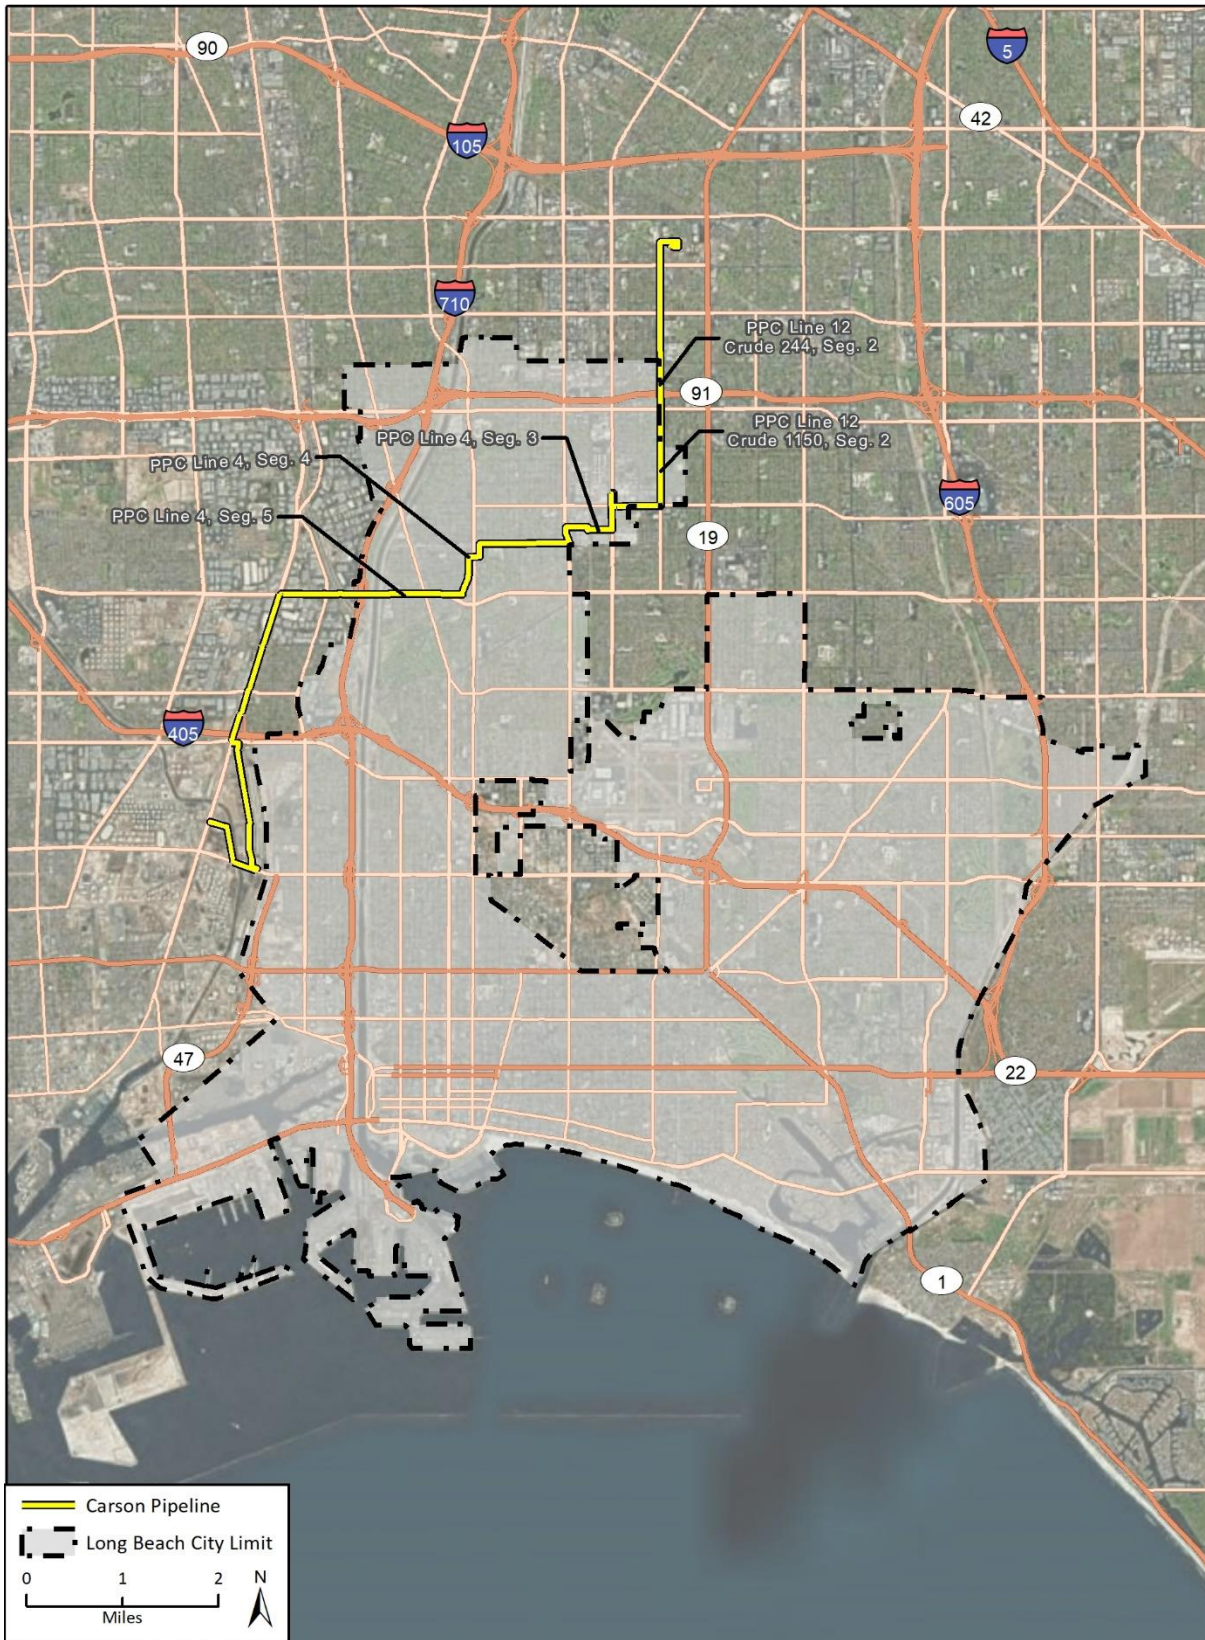 90
5
42
105
710
PPC Line 12
Crude 244, Seg. 2
91
PPC Line 12
Crude 1150, Seg. 2
PPC Line 4, Seg. 3
PPC Line 4, Seg. 4
PPC Line 4, Seg. 5
605
19
405
47
22
1
Carson Pipeline
Long Beach City Limit
0 1 2
Miles
N